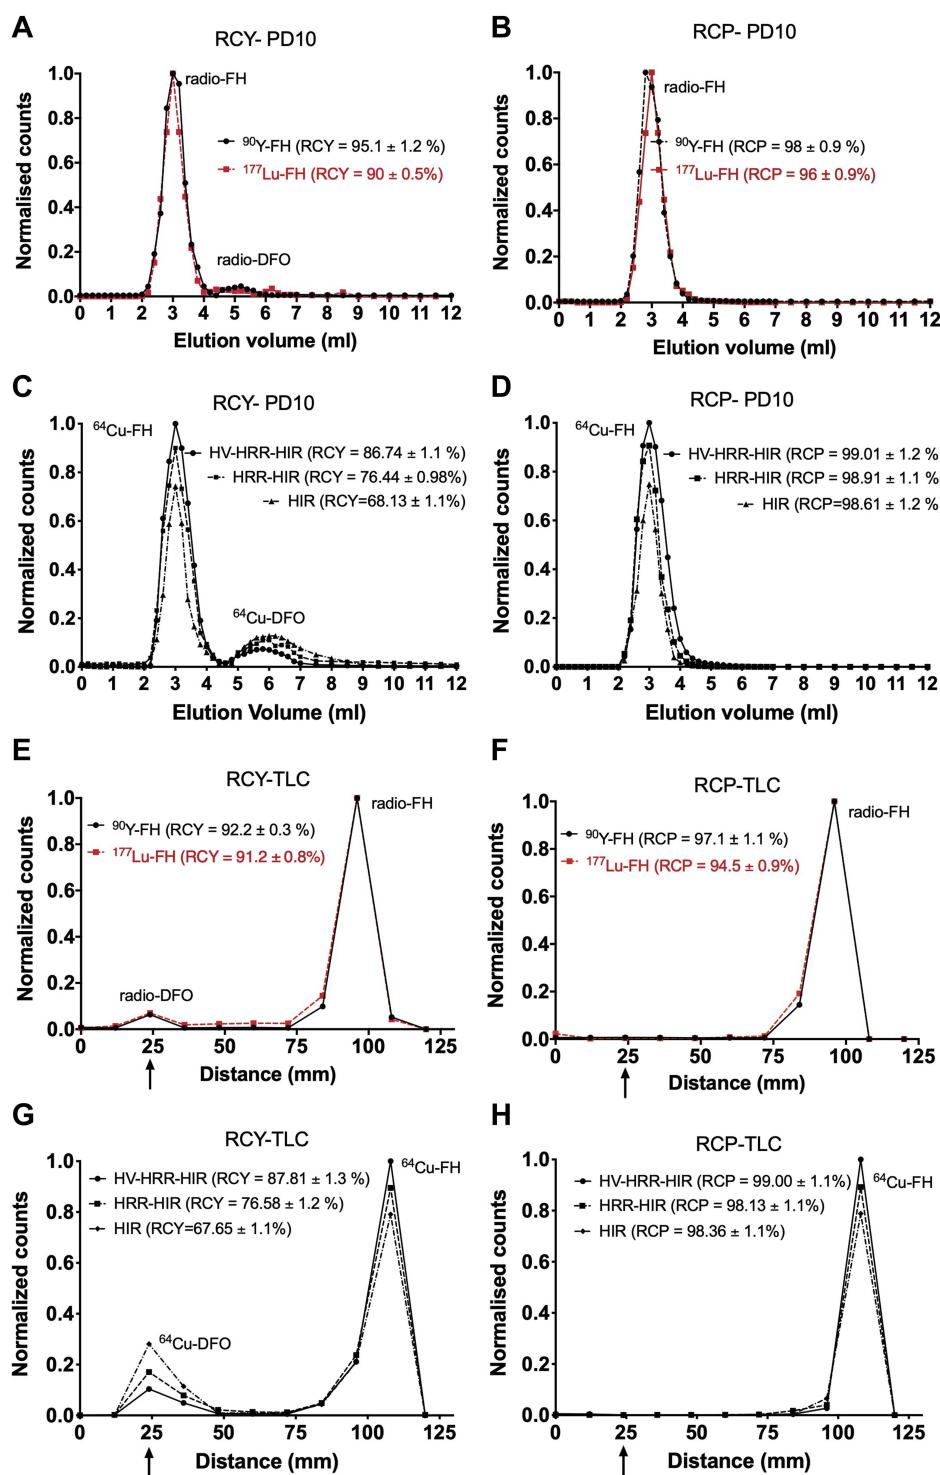 A
RCY- PD10
Normalised counts
1.0
0.8
0.6
0.4
0.2
0.0
radio-FH
⁹⁰Y-FH (RCY = 95.1 ± 1.2 %)
¹⁷⁷Lu-FH (RCY = 90 ± 0.5%)
radio-DFO
0 1 2 3 4 5 6 7 8 9 10 11 12
Elution volume (ml)
B
RCP- PD10
Normalized counts
1.0
0.8
0.6
0.4
0.2
0.0
radio-FH
⁹⁰Y-FH (RCP = 98 ± 0.9 %)
¹⁷⁷Lu-FH (RCP = 96 ± 0.9%)
0 1 2 3 4 5 6 7 8 9 10 11 12
Elution volume (ml)
C
RCY- PD10
Normalized counts
1.0
0.8
0.6
0.4
0.2
0.0
⁶⁴Cu-FH
HV-HRR-HIR (RCY = 86.74 ± 1.1 %)
HRR-HIR (RCY = 76.44 ± 0.98%)
HIR (RCY=68.13 ± 1.1%)
⁶⁴Cu-DFO
0 1 2 3 4 5 6 7 8 9 10 11 12
Elution Volume (ml)
D
RCP- PD10
Normalized counts
1.0
0.8
0.6
0.4
0.2
0.0
⁶⁴Cu-FH
HV-HRR-HIR (RCP = 99.01 ± 1.2 %
HRR-HIR (RCP = 98.91 ± 1.1 %
HIR (RCP=98.61 ± 1.2 %
0 1 2 3 4 5 6 7 8 9 10 11 12
Elution volume (ml)
E
RCY-TLC
Normalized counts
1.0
0.8
0.6
0.4
0.2
0.0
radio-FH
⁹⁰Y-FH (RCY = 92.2 ± 0.3 %)
¹⁷⁷Lu-FH (RCY = 91.2 ± 0.8%)
radio-DFO
0 25 50 75 100 125
Distance (mm)
F
RCP-TLC
Normalized counts
1.0
0.8
0.6
0.4
0.2
0.0
radio-FH
⁹⁰Y-FH (RCP = 97.1 ± 1.1 %)
¹⁷⁷Lu-FH (RCP = 94.5 ± 0.9%)
0 25 50 75 100 125
Distance (mm)
G
RCY-TLC
Normalized counts
1.0
0.8
0.6
0.4
0.2
0.0
⁶⁴Cu-FH
HV-HRR-HIR (RCY = 87.81 ± 1.3 %)
HRR-HIR (RCY = 76.58 ± 1.2 %)
HIR (RCY=67.65 ± 1.1%)
⁶⁴Cu-DFO
0 25 50 75 100 125
Distance (mm)
H
RCP-TLC
Normalised counts
1.0
0.8
0.6
0.4
0.2
0.0
⁶⁴Cu-FH
HV-HRR-HIR (RCP = 99.00 ± 1.1%)
HRR-HIR (RCP = 98.13 ± 1.1%)
HIR (RCP = 98.36 ± 1.1%)
0 25 50 75 100 125
Distance (mm)